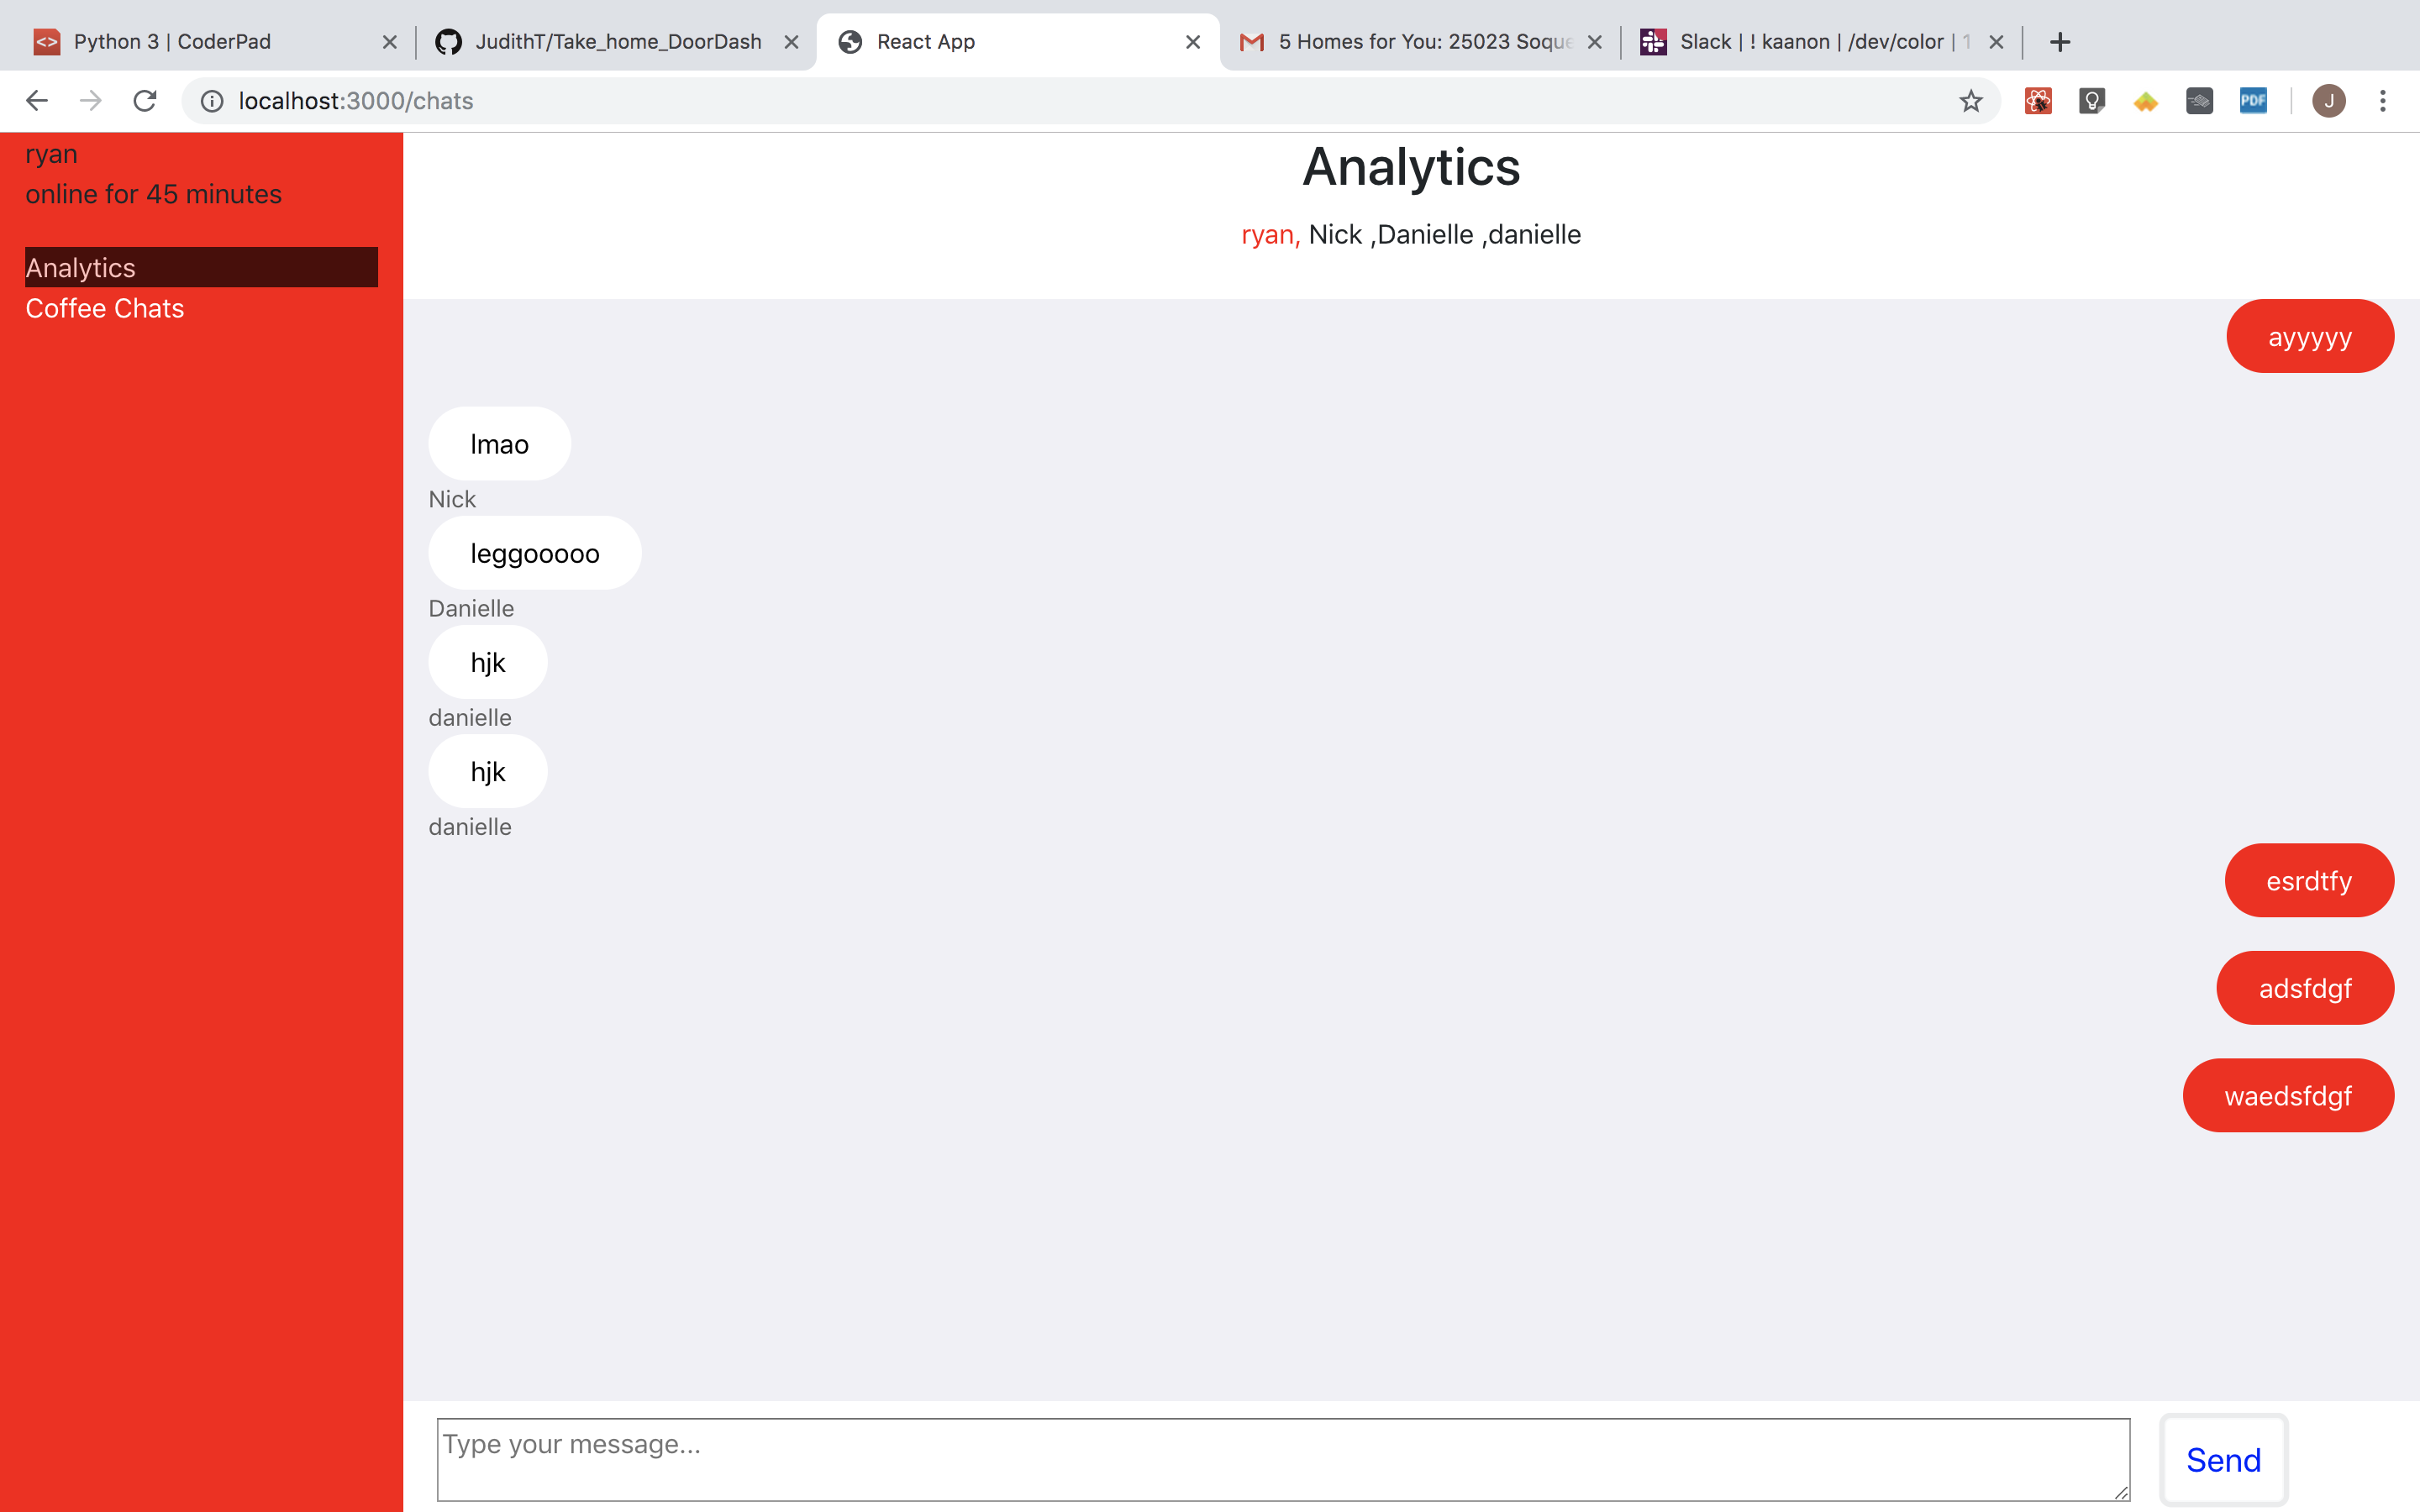 Python 3 | CoderPad
JudithT/Take_home_DoorDash
React App
5 Homes for You: 25023 Soque
Slack | ! kaanon | /dev/color | 1
localhost:3000/chats
PDF
J
ryan
online for 45 minutes
Analytics
Coffee Chats
Analytics
ryan, Nick ,Danielle ,danielle
ayyyyy
lmao
Nick
leggooooo
Danielle
hjk
danielle
hjk
danielle
esrdtfy
adsfdgf
waedsfdgf
Type your message...
Send